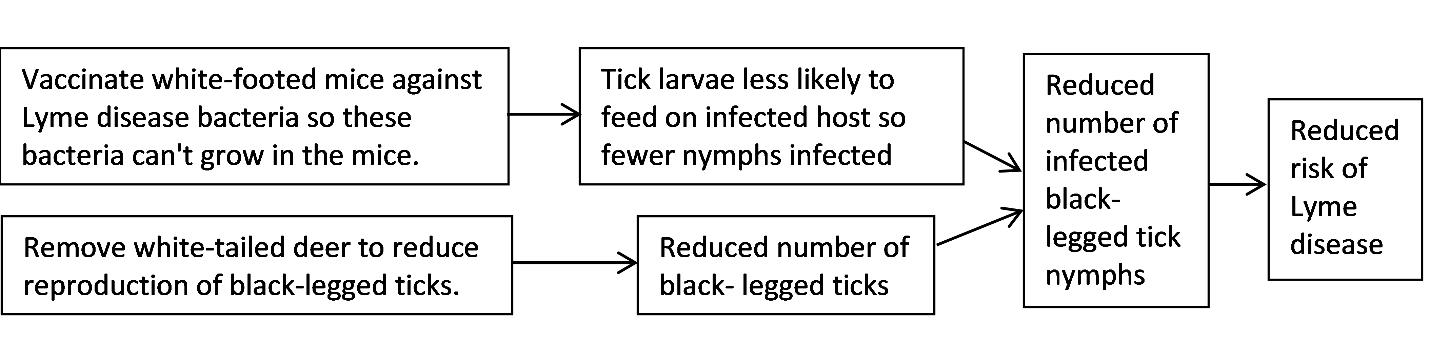 Vaccinate white-footed mice against
Lyme disease bacteria so these
bacteria can't grow in the mice.
Tick larvae less likely to
feed on infected host so
fewer nymphs infected
Remove white-tailed deer to reduce
reproduction of black-legged ticks.
Reduced number of
black- legged ticks
Reduced
number of
infected
black-
legged tick
nymphs
Reduced
risk of
Lyme
disease